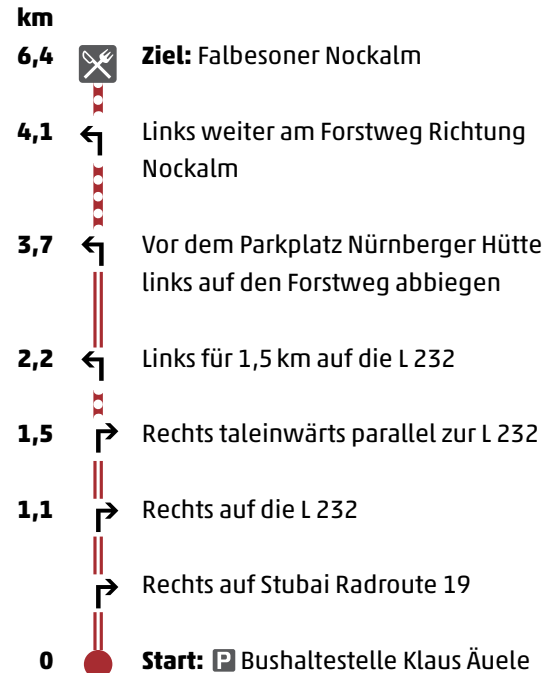 km
6,4 Ziel: Falbesoner Nockalm
4,1 Links weiter am Forstweg Richtung
Nockalm
3,7 Vor dem Parkplatz Nürnberger Hütte
links auf den Forstweg abbiegen
2,2 Links für 1,5 km auf die L 232
1,5 Rechts taleinwärts parallel zur L 232
1,1 Rechts auf die L 232
Rechts auf Stubai Radroute 19
0 Start: P Bushaltestelle Klaus Äuele